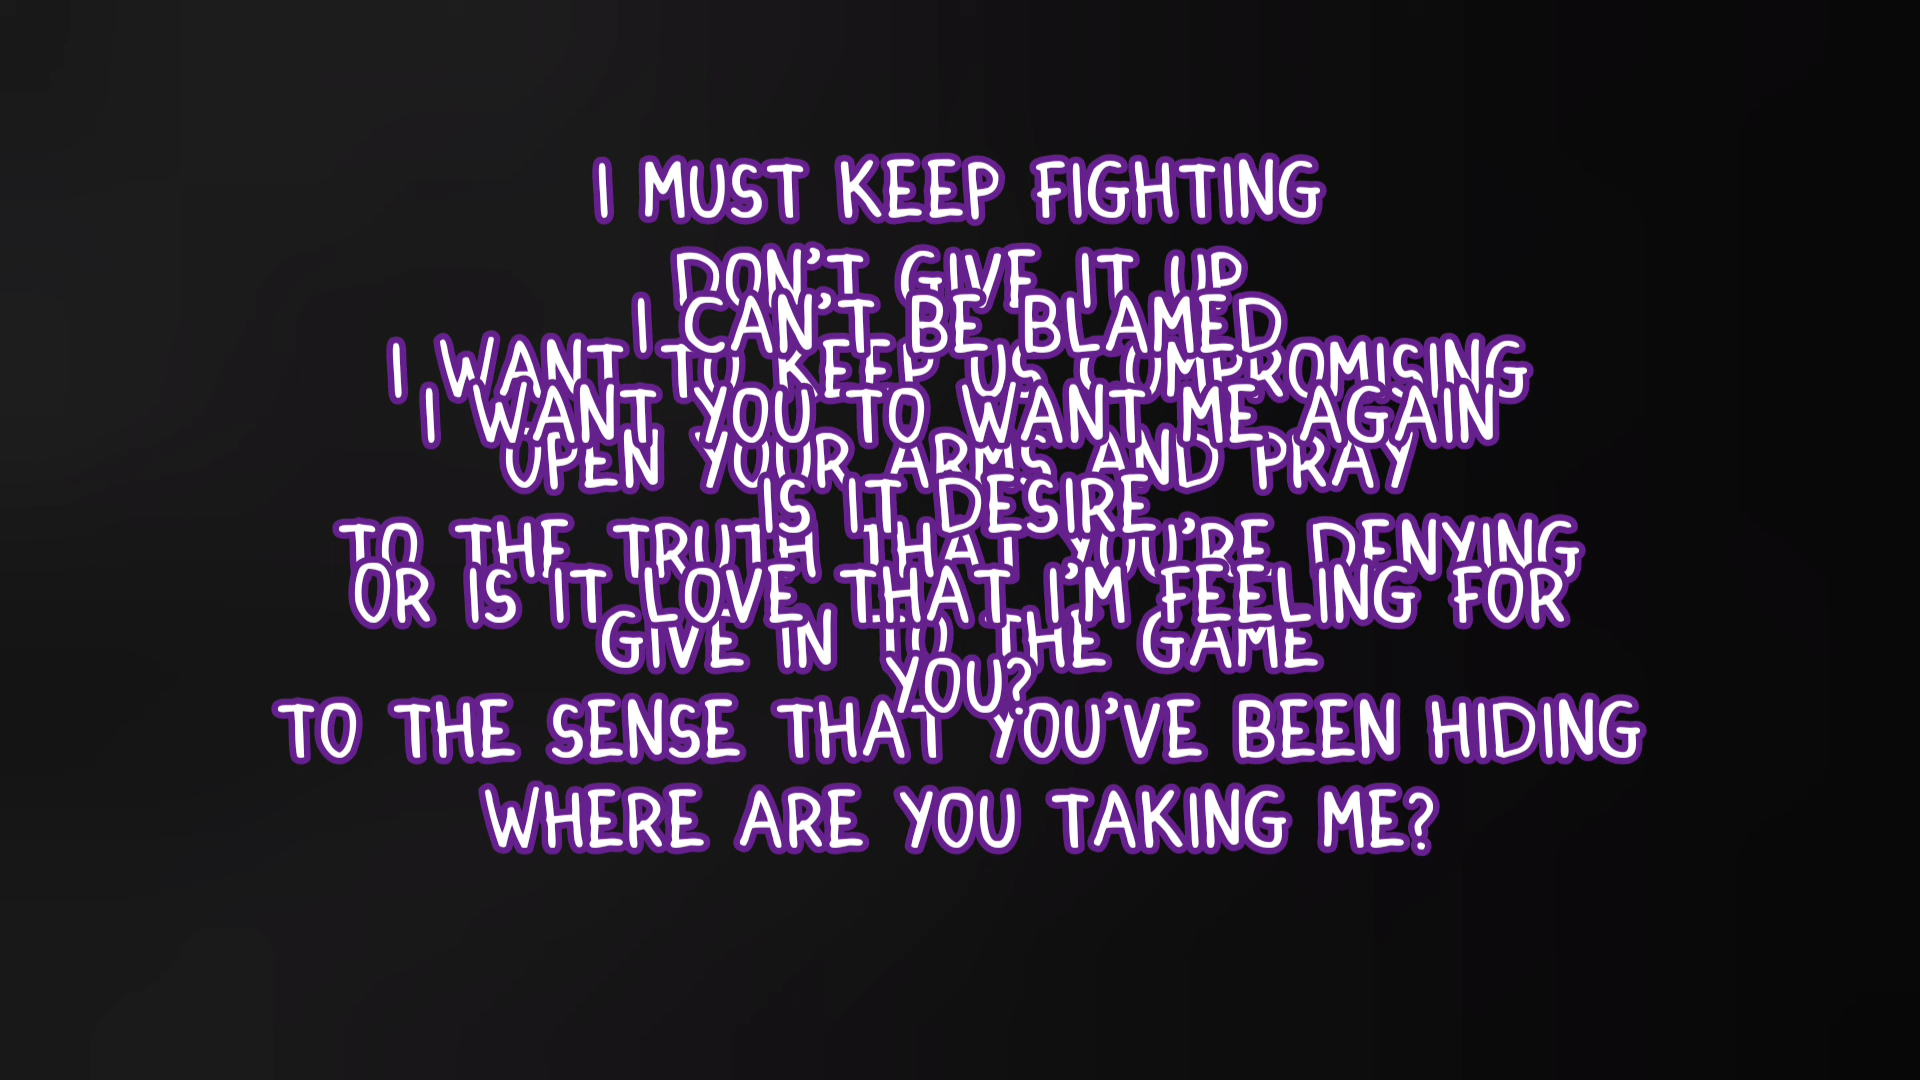 I MUST KEEP FIGHTING
DON'T GIVE IT UP
I CAN'T BE BLAMED
I WANT TO KEEP US COMPROMISING
I WANT YOU TO WANT ME AGAIN
OPEN YOUR ARMS AND PRAY
IS IT DESIRE
TO THE TRUTH THAT YOU'RE DENYING
OR IS IT LOVE THAT I'M FEELING FOR
GIVE IN TO THE GAME
YOU?
TO THE SENSE THAT YOU'VE BEEN HIDING
WHERE ARE YOU TAKING ME?